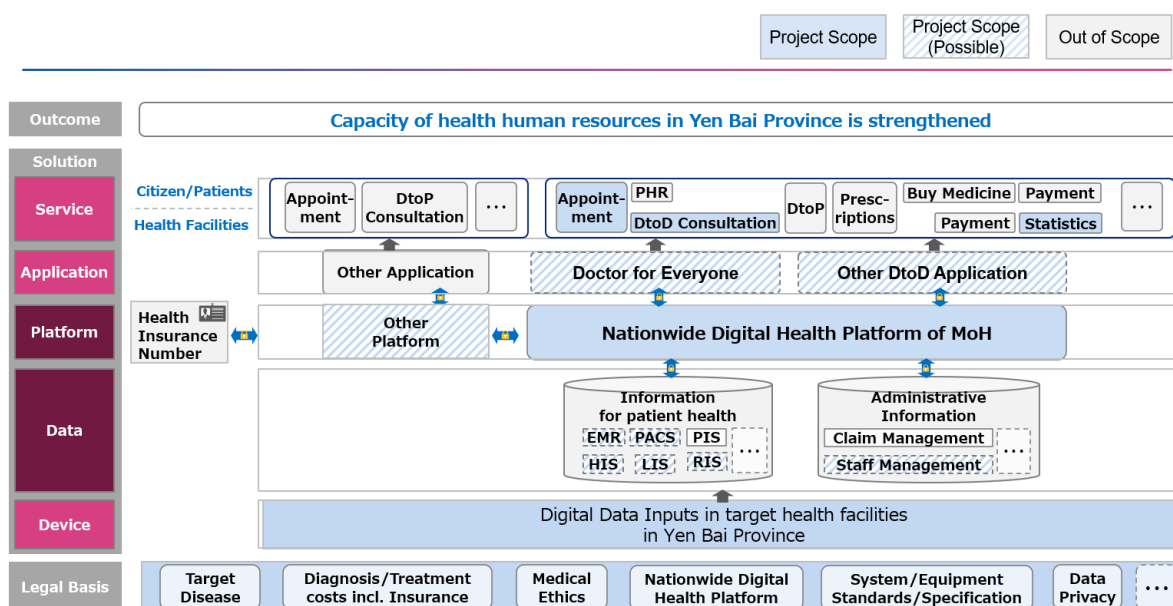 Project Scope
Project Scope
(Possible)
Out of Scope
Outcome
Capacity of health human resources in Yen Bai Province is strengthened
Solution
Service
Citizen/Patients
Health Facilities
Appoint-
ment
DtoP
Consultation
...
Appoint-
ment
PHR
DtoD Consultation
DtoP
Presc-
riptions
Buy Medicine
Payment
Payment
Statistics
...
Application
Other Application
Doctor for Everyone
Other DtoD Application
Platform
Health
Insurance
Number
Other
Platform
Nationwide Digital Health Platform of MoH
Data
Information
for patient health
EMR
PACS
PIS
HIS
LIS
RIS
...
Administrative
Information
Claim Management
Staff Management
...
Device
Digital Data Inputs in target health facilities
in Yen Bai Province
Legal Basis
Target
Disease
Diagnosis/Treatment
costs incl. Insurance
Medical
Ethics
Nationwide Digital
Health Platform
System/Equipment
Standards/Specification
Data
Privacy
...